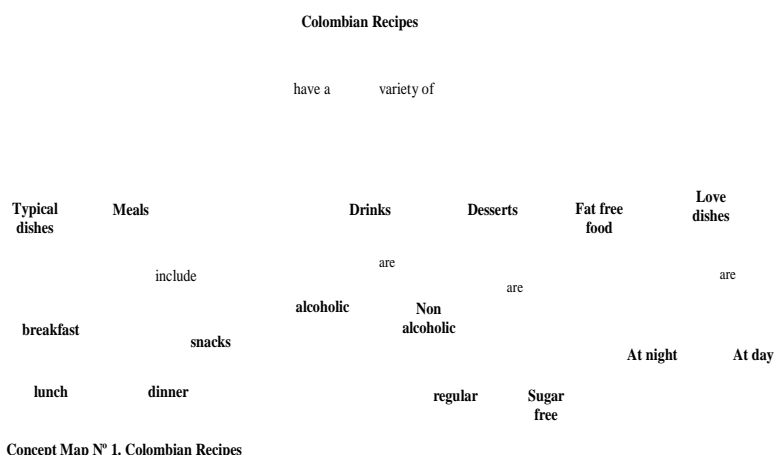 Colombian Recipes
have a variety of
Typical dishes
Meals
Drinks
Desserts
Fat free food
Love dishes
include
are
are
are
alcoholic
Non alcoholic
breakfast
snacks
At night
At day
lunch
dinner
regular
Sugar free
Concept Map Nº 1. Colombian Recipes